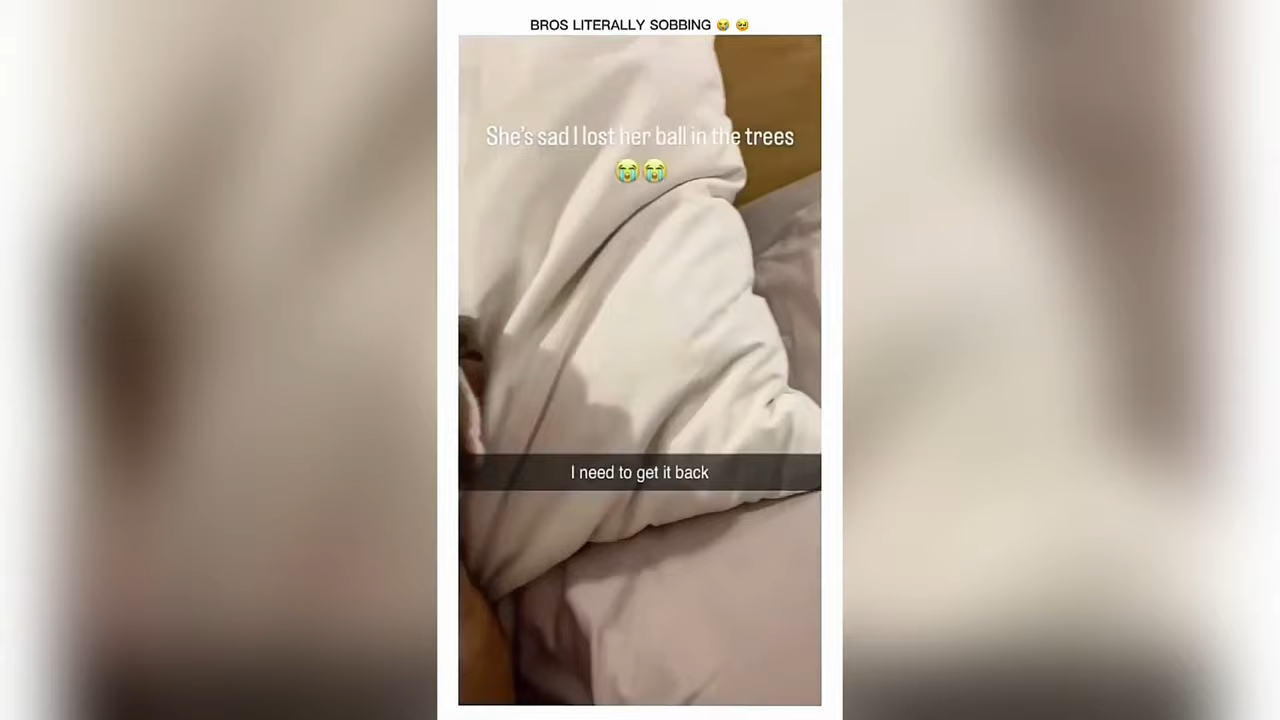 BROS LITERALLY SOBBING 😭 🥹
She's sad I lost her ball in the trees
😭😭
I need to get it back